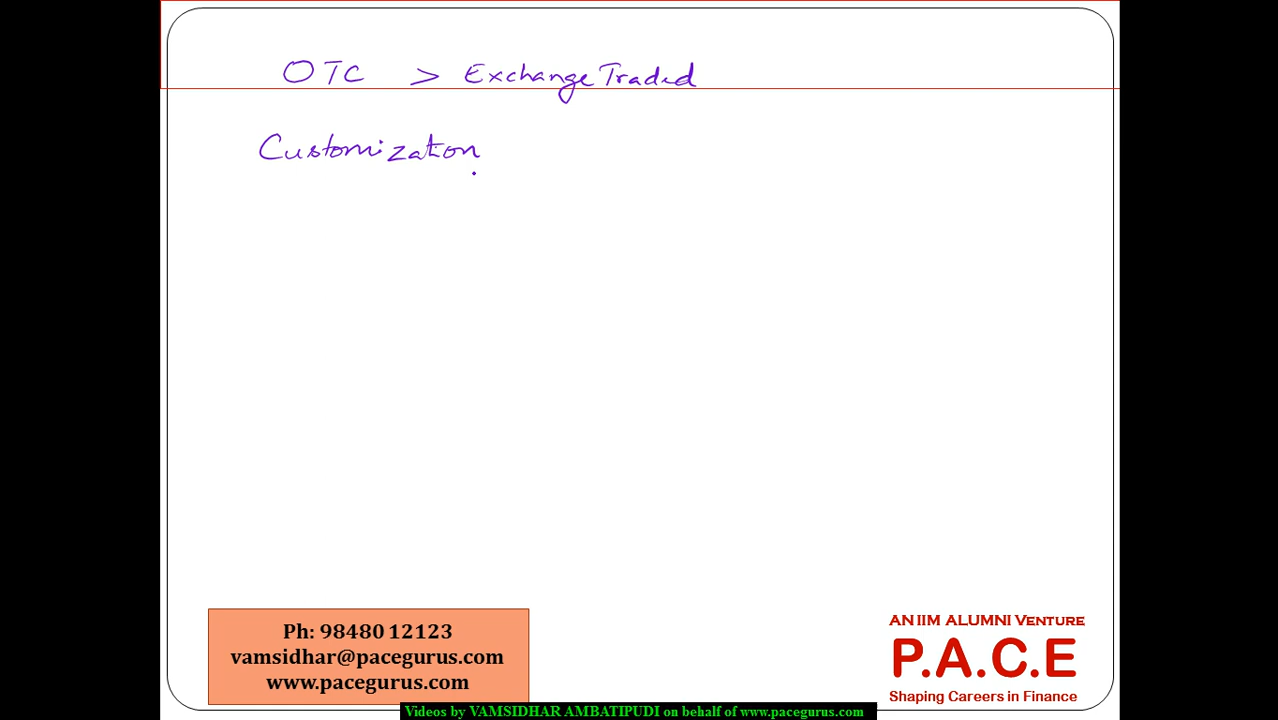 OTC > Exchange Traded
Customization
Ph: 98480 12123
vamsidhar@pacegurus.com
www.pacegurus.com
AN IIM ALUMNI VENTURE
P.A.C.E
Shaping Careers in Finance
Videos by VAMSIDHAR AMBATIPUDI on behalf of www.pacegurus.com